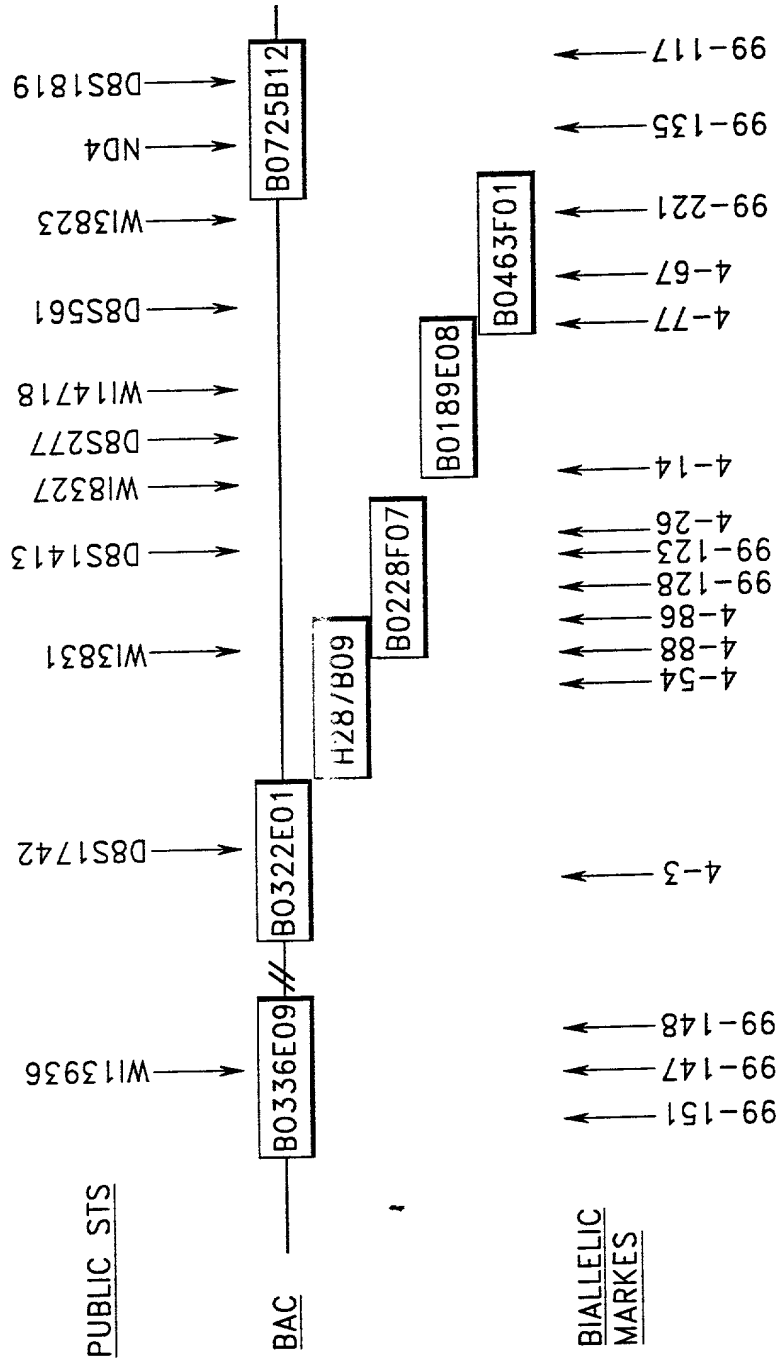 PUBLIC STS
WI13936
D8S1742
WI3831
D8S1413
WI8327
D8S277
WI14718
D8S561
WI3823
ND4
D8S1819
BAC
B0336E09
B0322E01
H287B09
B0228F07
B0189E08
B0463F01
B0725B12
BIALLELIC
MARKES
99-151
99-147
99-148
4-3
4-54
4-88
4-86
99-128
99-123
4-26
4-14
4-77
4-67
99-221
99-135
99-117